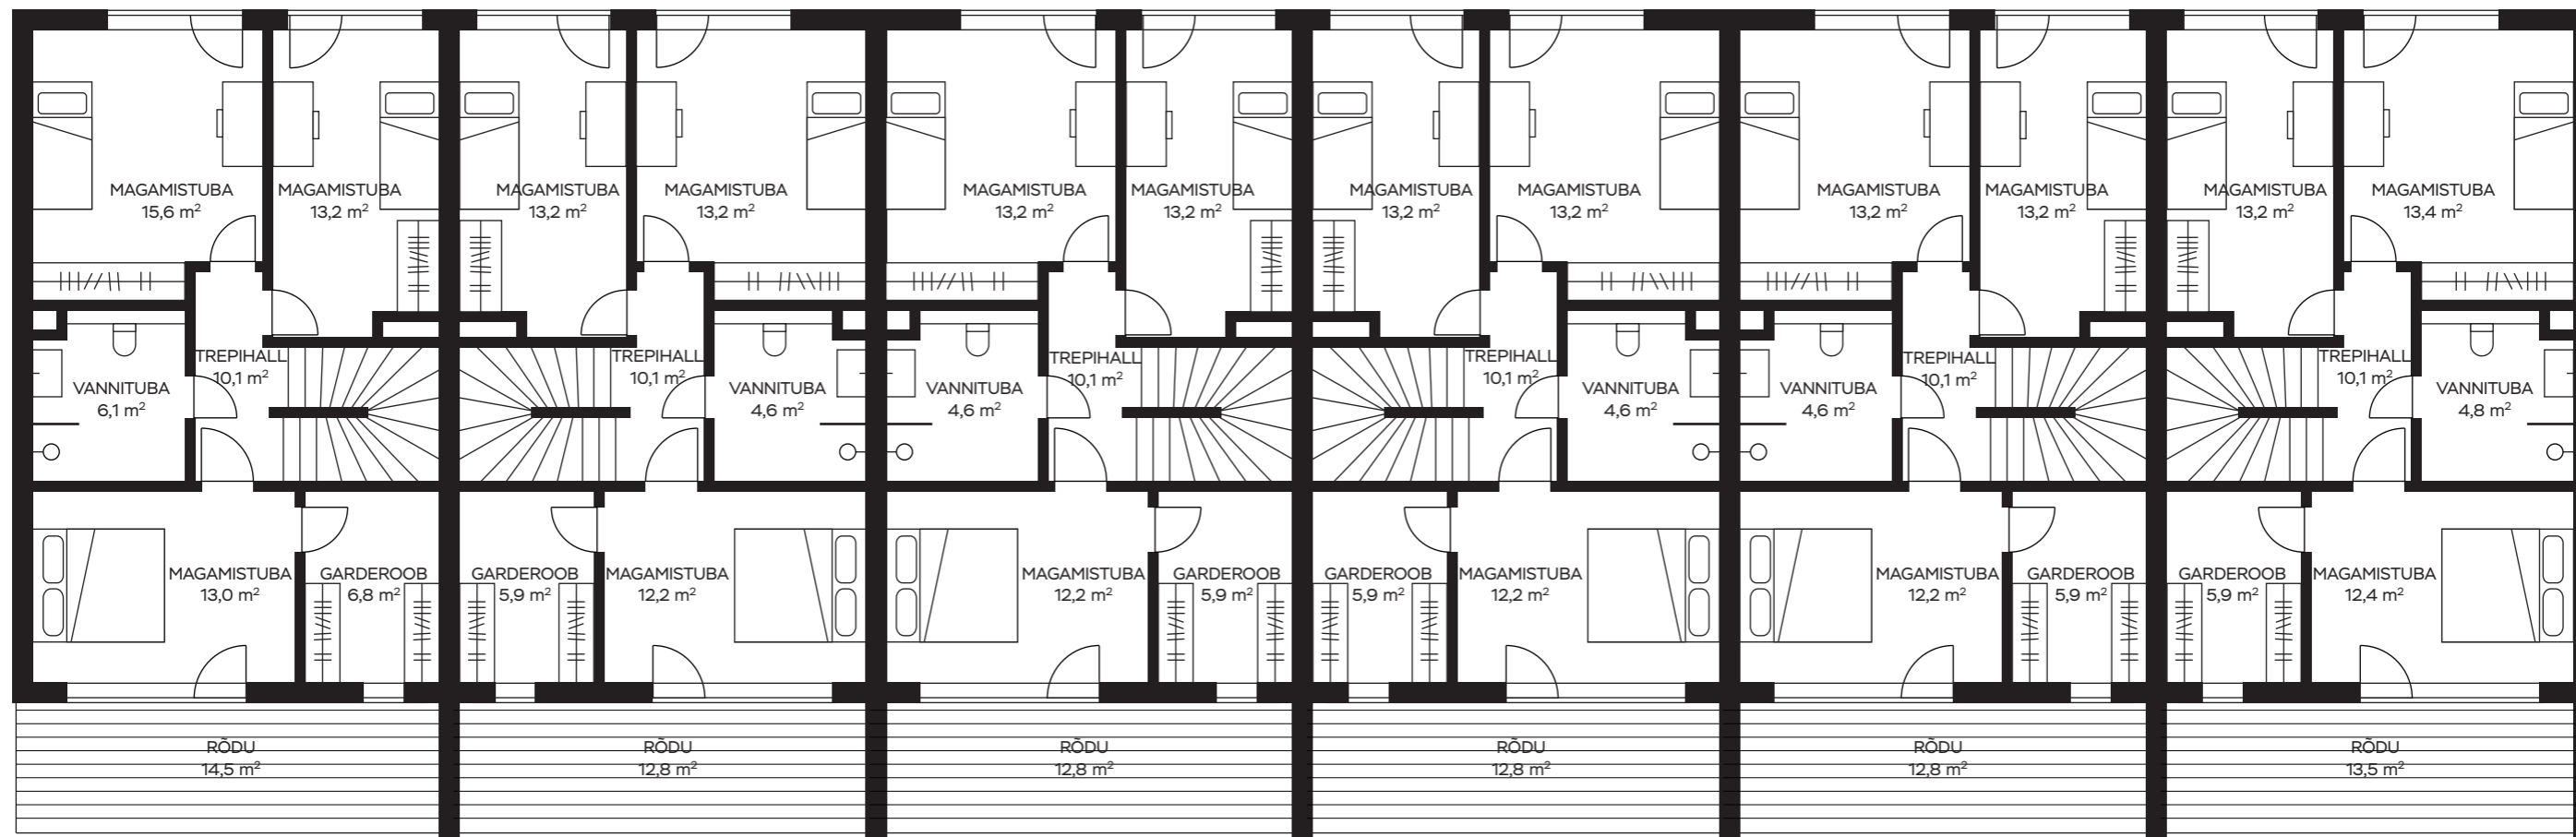 MAGAMISTUBA
15,6 m²
MAGAMISTUBA
13,2 m²
MAGAMISTUBA
13,2 m²
MAGAMISTUBA
13,2 m²
MAGAMISTUBA
13,2 m²
MAGAMISTUBA
13,2 m²
MAGAMISTUBA
13,2 m²
MAGAMISTUBA
13,2 m²
MAGAMISTUBA
13,2 m²
MAGAMISTUBA
13,2 m²
MAGAMISTUBA
13,2 m²
MAGAMISTUBA
13,4 m²
VANNITUBA
6,1 m²
TREPIHALL
10,1 m²
TREPIHALL
10,1 m²
VANNITUBA
4,6 m²
VANNITUBA
4,6 m²
TREPIHALL
10,1 m²
TREPIHALL
10,1 m²
VANNITUBA
4,6 m²
VANNITUBA
4,6 m²
TREPIHALL
10,1 m²
TREPIHALL
10,1 m²
VANNITUBA
4,8 m²
MAGAMISTUBA
13,0 m²
GARDEROOB
6,8 m²
GARDEROOB
5,9 m²
MAGAMISTUBA
12,2 m²
MAGAMISTUBA
12,2 m²
GARDEROOB
5,9 m²
GARDEROOB
5,9 m²
MAGAMISTUBA
12,2 m²
MAGAMISTUBA
12,2 m²
GARDEROOB
5,9 m²
GARDEROOB
5,9 m²
MAGAMISTUBA
12,4 m²
RÕDU
14,5 m²
RÕDU
12,8 m²
RÕDU
12,8 m²
RÕDU
12,8 m²
RÕDU
12,8 m²
RÕDU
13,5 m²